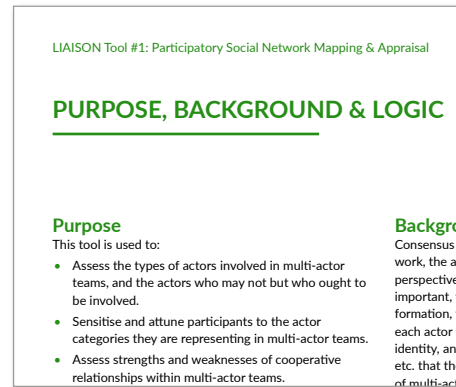 LIAISON Tool #1: Participatory Social Network Mapping & Appraisal
PURPOSE, BACKGROUND & LOGIC
Purpose
This tool is used to:
• Assess the types of actors involved in multi-actor
teams, and the actors who may not but who ought to
be involved.
• Sensitise and attune participants to the actor
categories they are representing in multi-actor teams.
• Assess strengths and weaknesses of cooperative
relationships within multi-actor teams.
Backgro
Consensus
work, the a
perspective
important,
formation,
each actor
identity, an
etc. that th
of multi-act